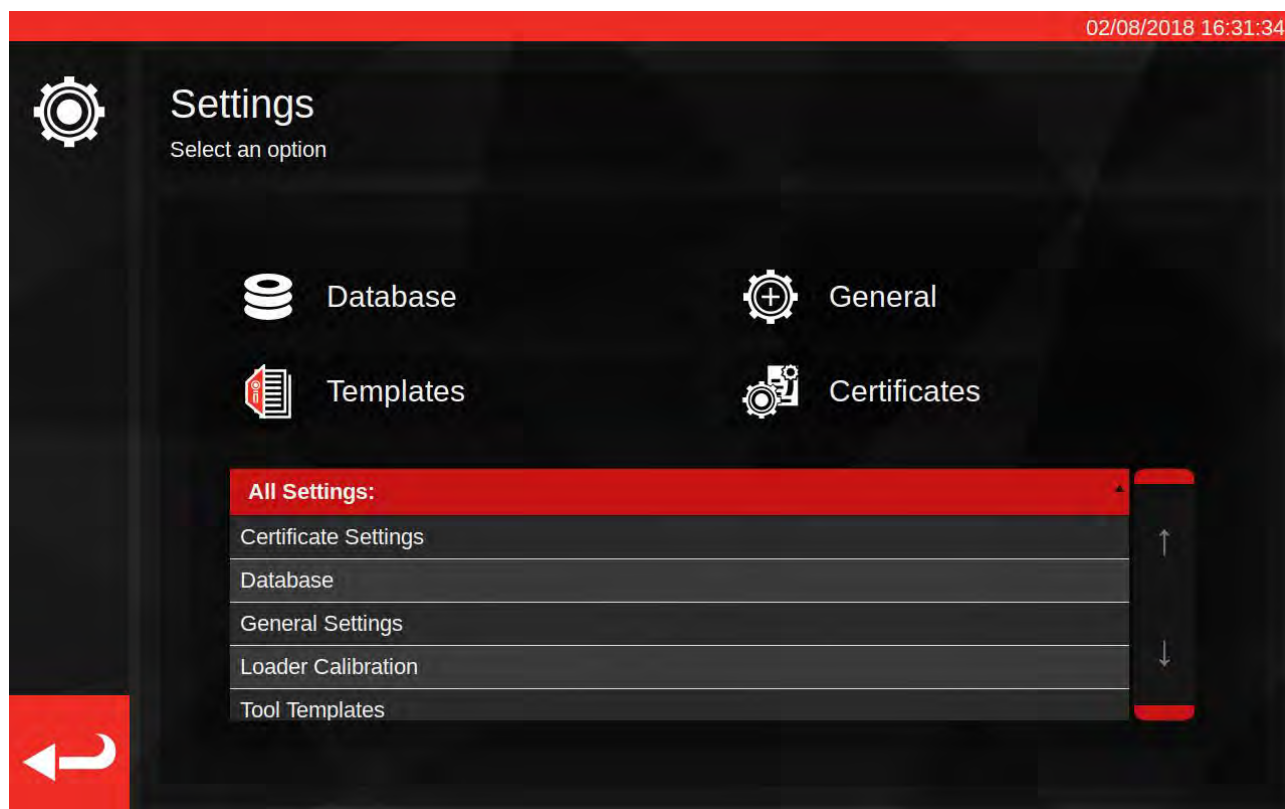 02/08/2018 16:31:34
Settings
Select an option
Database
General
Templates
Certificates
All Settings:
Certificate Settings
Database
General Settings
Loader Calibration
Tool Templates